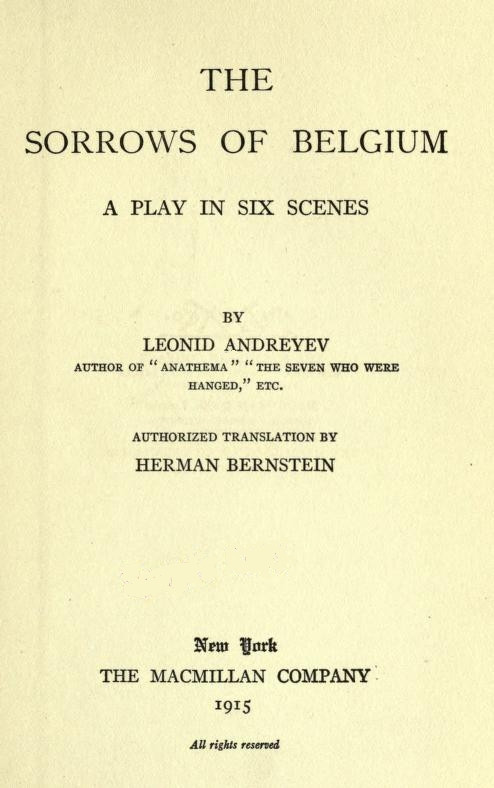 THE
SORROWS OF BELGIUM
A PLAY IN SIX SCENES
BY
LEONID ANDREYEV
AUTHOR OF “ ANATHEMA ” “ THE SEVEN WHO WERE
HANGED,” ETC.
AUTHORIZED TRANSLATION BY
HERMAN BERNSTEIN
New York
THE MACMILLAN COMPANY
1915
All rights reserved